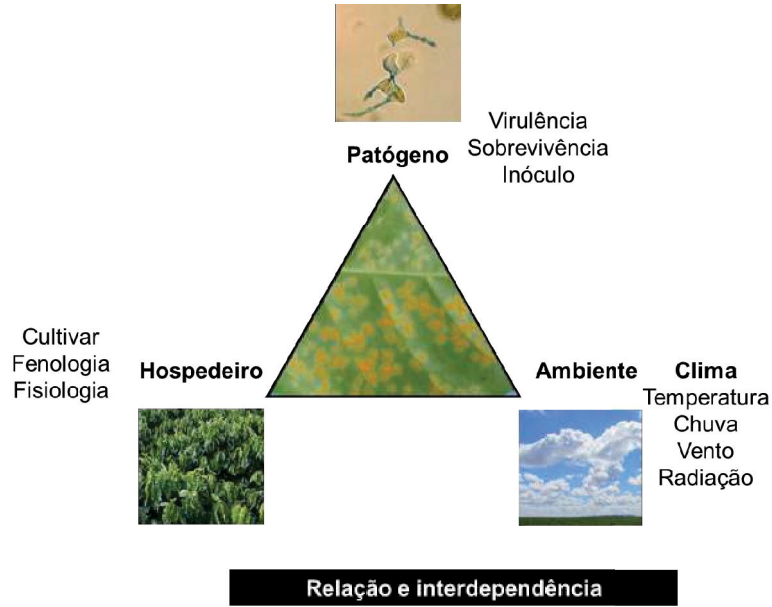 Patógeno
Virulência
Sobrevivência
Inóculo
Cultivar
Fenologia
Fisiologia
Hospedeiro
Ambiente
Clima
Temperatura
Chuva
Vento
Radiação
Relação e interdependência